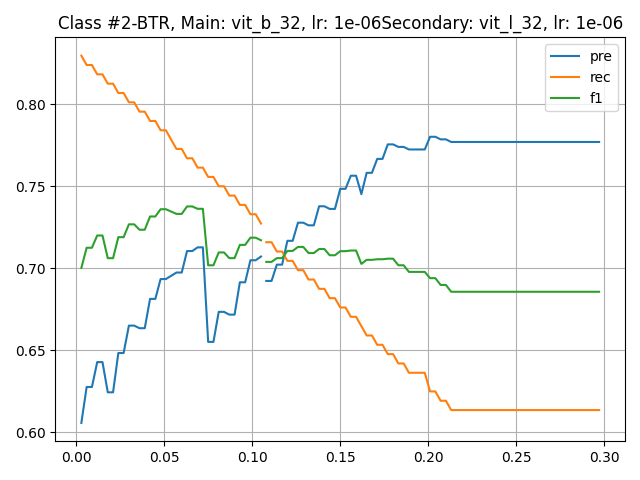 Class #2-BTR, Main: vit_b_32, lr: 1e-06Secondary: vit_l_32, lr: 1e-06
pre
rec
f1
0.80
0.75
0.70
0.65
0.60
0.00 0.05 0.10 0.15 0.20 0.25 0.30